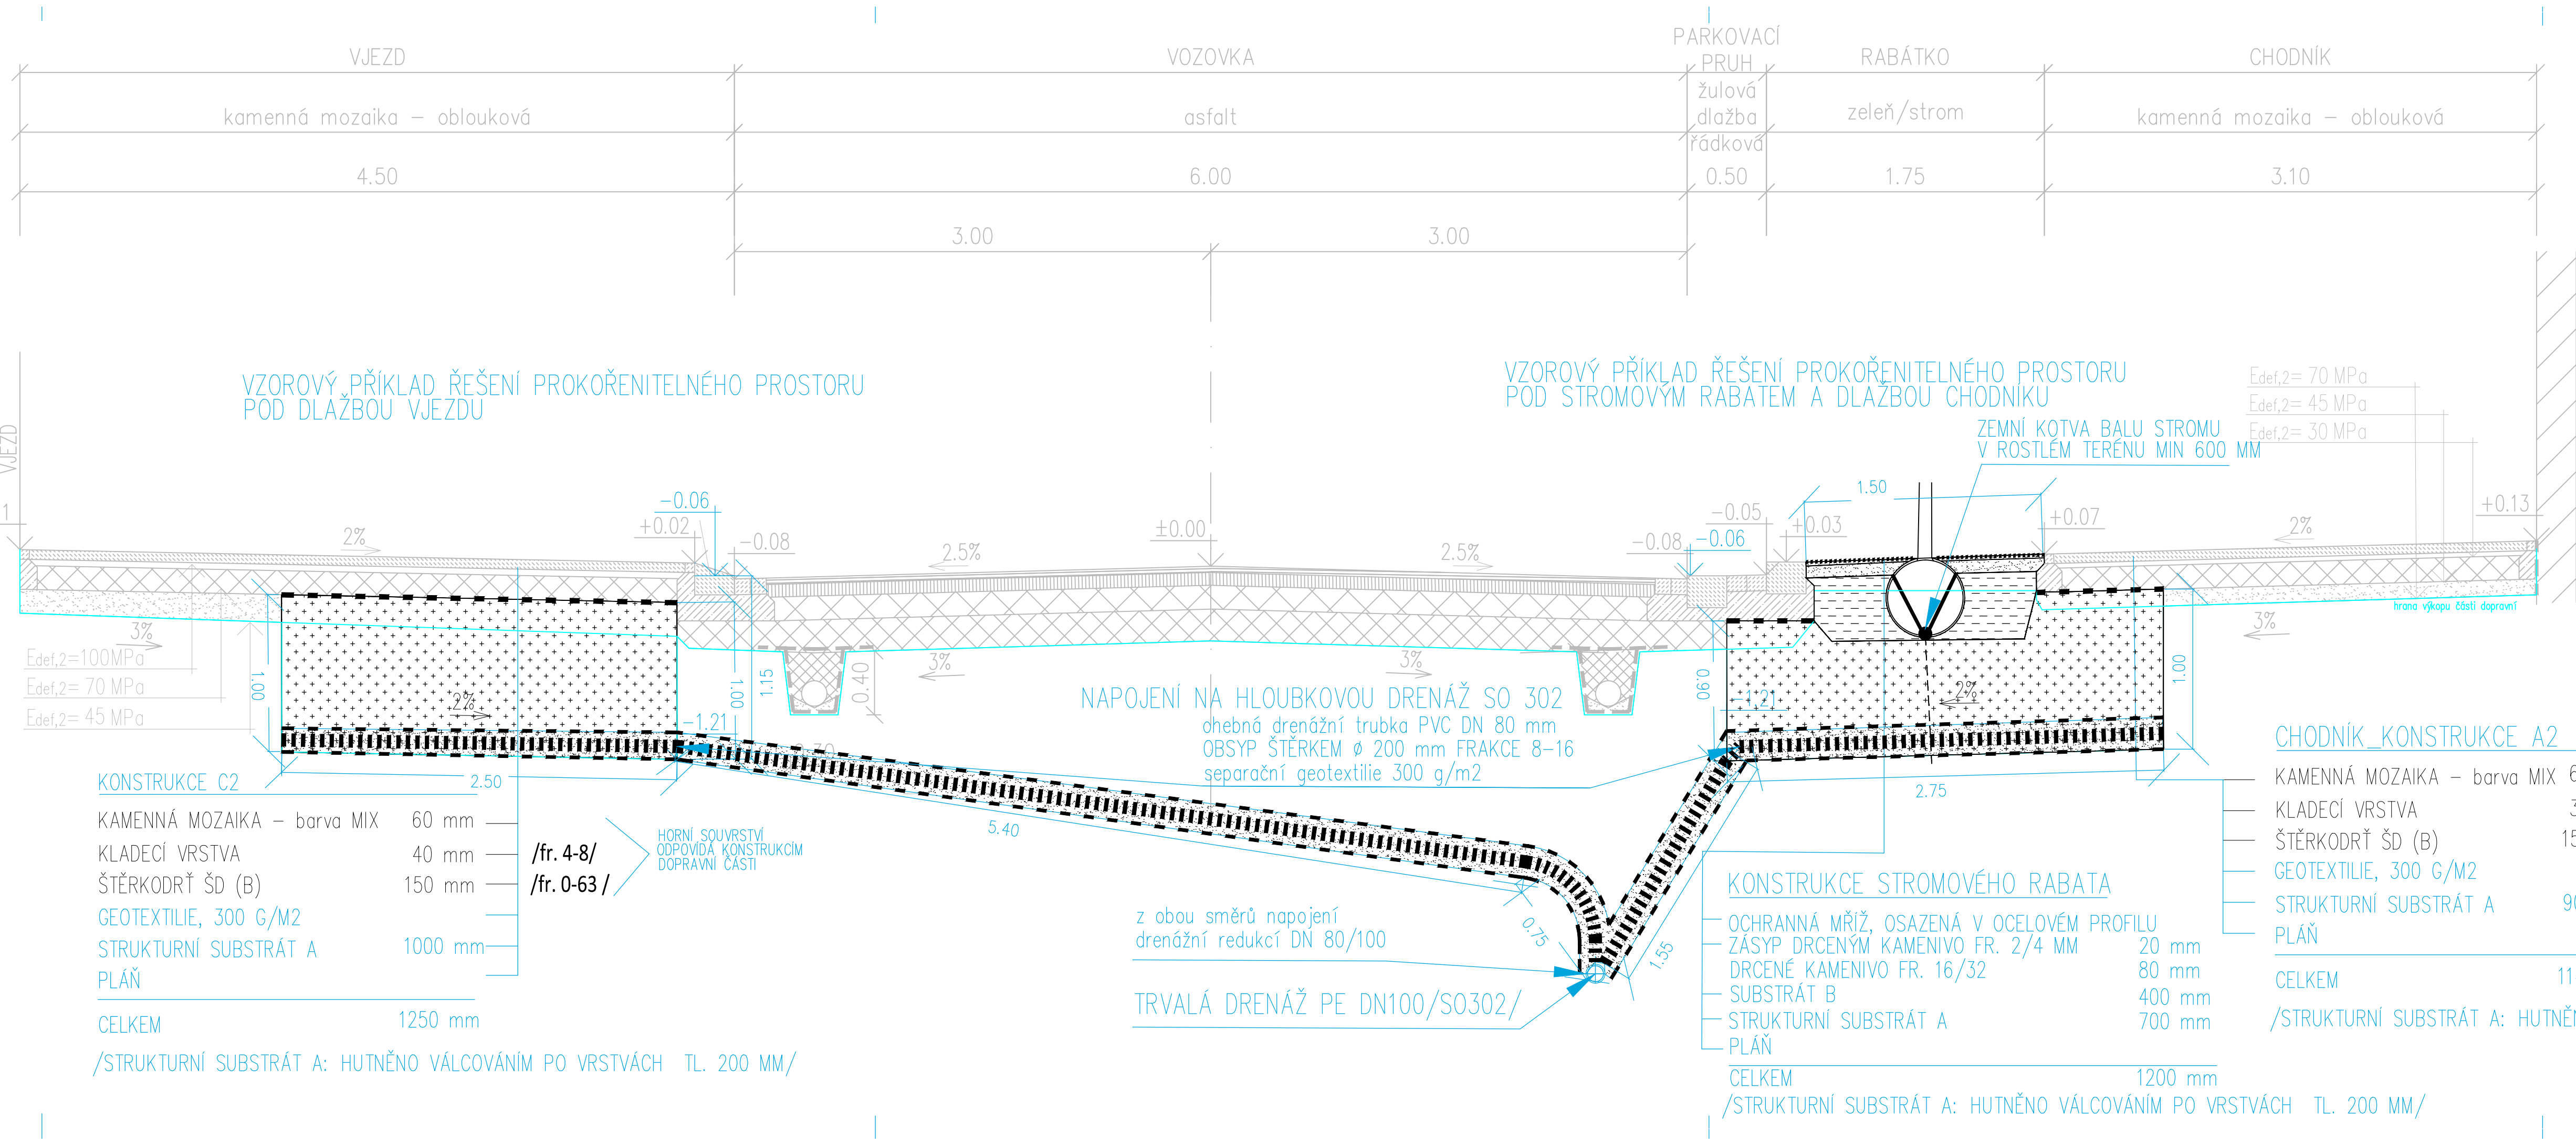 VJEZD
VOZOVKA
PARKOVACÍ
PRUH
RABÁTKO
CHODNÍK
kamenná mozaika – oblouková
asfalt
žulová
dlažba
řádková
zeleň/strom
kamenná mozaika – oblouková
4.50
6.00
0.50
1.75
3.10
3.00
3.00
VZOROVÝ PŘÍKLAD ŘEŠENÍ PROKOŘENITELNÉHO PROSTORU
POD DLAŽBOU VJEZDU
VZOROVÝ PŘÍKLAD ŘEŠENÍ PROKOŘENITELNÉHO PROSTORU
POD STROMOVÝM RABATEM A DLAŽBOU CHODNÍKU
ZEMNÍ KOTVA BALU STROMU
V ROSTLÉM TERÉNU MIN 600 MM
Edef,2= 70 MPa
Edef,2= 45 MPa
Edef,2= 30 MPa
VJEZD
1
2%
-0.06
+0.02
-0.08
2.5%
±0.00
2.5%
-0.08
-0.05
-0.06
+0.03
1.50
+0.07
2%
+0.13
hrana výkopu části dopravní
3%
3%
3%
3%
Edef,2=100MPa
Edef,2= 70 MPa
Edef,2= 45 MPa
1.00
2%
1.00
1.15
0.40
-1.21
2.50
NAPOJENÍ NA HLOUBKOVOU DRENÁŽ SO 302
ohebná drenážní trubka PVC DN 80 mm
OBSYP ŠTĚRKEM ø 200 mm FRAKCE 8-16
separační geotextilie 300 g/m2
0.90
-1.21
2%
1.00
2.75
5.40
0.75
1.55
KONSTRUKCE C2
KAMENNÁ MOZAIKA – barva MIX 60 mm
KLADECÍ VRSTVA 40 mm /fr. 4-8/
ŠTĚRKODRŤ ŠD (B) 150 mm /fr. 0-63 /
GEOTEXTILIE, 300 G/M2
STRUKTURNÍ SUBSTRÁT A 1000 mm
PLÁŇ
CELKEM 1250 mm
/STRUKTURNÍ SUBSTRÁT A: HUTNĚNO VÁLCOVÁNÍM PO VRSTVÁCH TL. 200 MM/
HORNÍ SOUVRSTVÍ
ODPOVÍDÁ KONSTRUKCÍM
DOPRAVNÍ ČÁSTI
z obou směrů napojení
drenážní redukcí DN 80/100
TRVALÁ DRENÁŽ PE DN100/SO302/
KONSTRUKCE STROMOVÉHO RABATA
OCHRANNÁ MŘÍŽ, OSAZENÁ V OCELOVÉM PROFILU
ZÁSYP DRCENÝM KAMENIVO FR. 2/4 MM 20 mm
DRCENÉ KAMENIVO FR. 16/32 80 mm
SUBSTRÁT B 400 mm
STRUKTURNÍ SUBSTRÁT A 700 mm
PLÁŇ
CELKEM 1200 mm
/STRUKTURNÍ SUBSTRÁT A: HUTNĚNO VÁLCOVÁNÍM PO VRSTVÁCH TL. 200 MM/
CHODNÍK_KONSTRUKCE A2
KAMENNÁ MOZAIKA – barva MIX
KLADECÍ VRSTVA
ŠTĚRKODRŤ ŠD (B)
GEOTEXTILIE, 300 G/M2
STRUKTURNÍ SUBSTRÁT A
PLÁŇ
CELKEM
/STRUKTURNÍ SUBSTRÁT A: